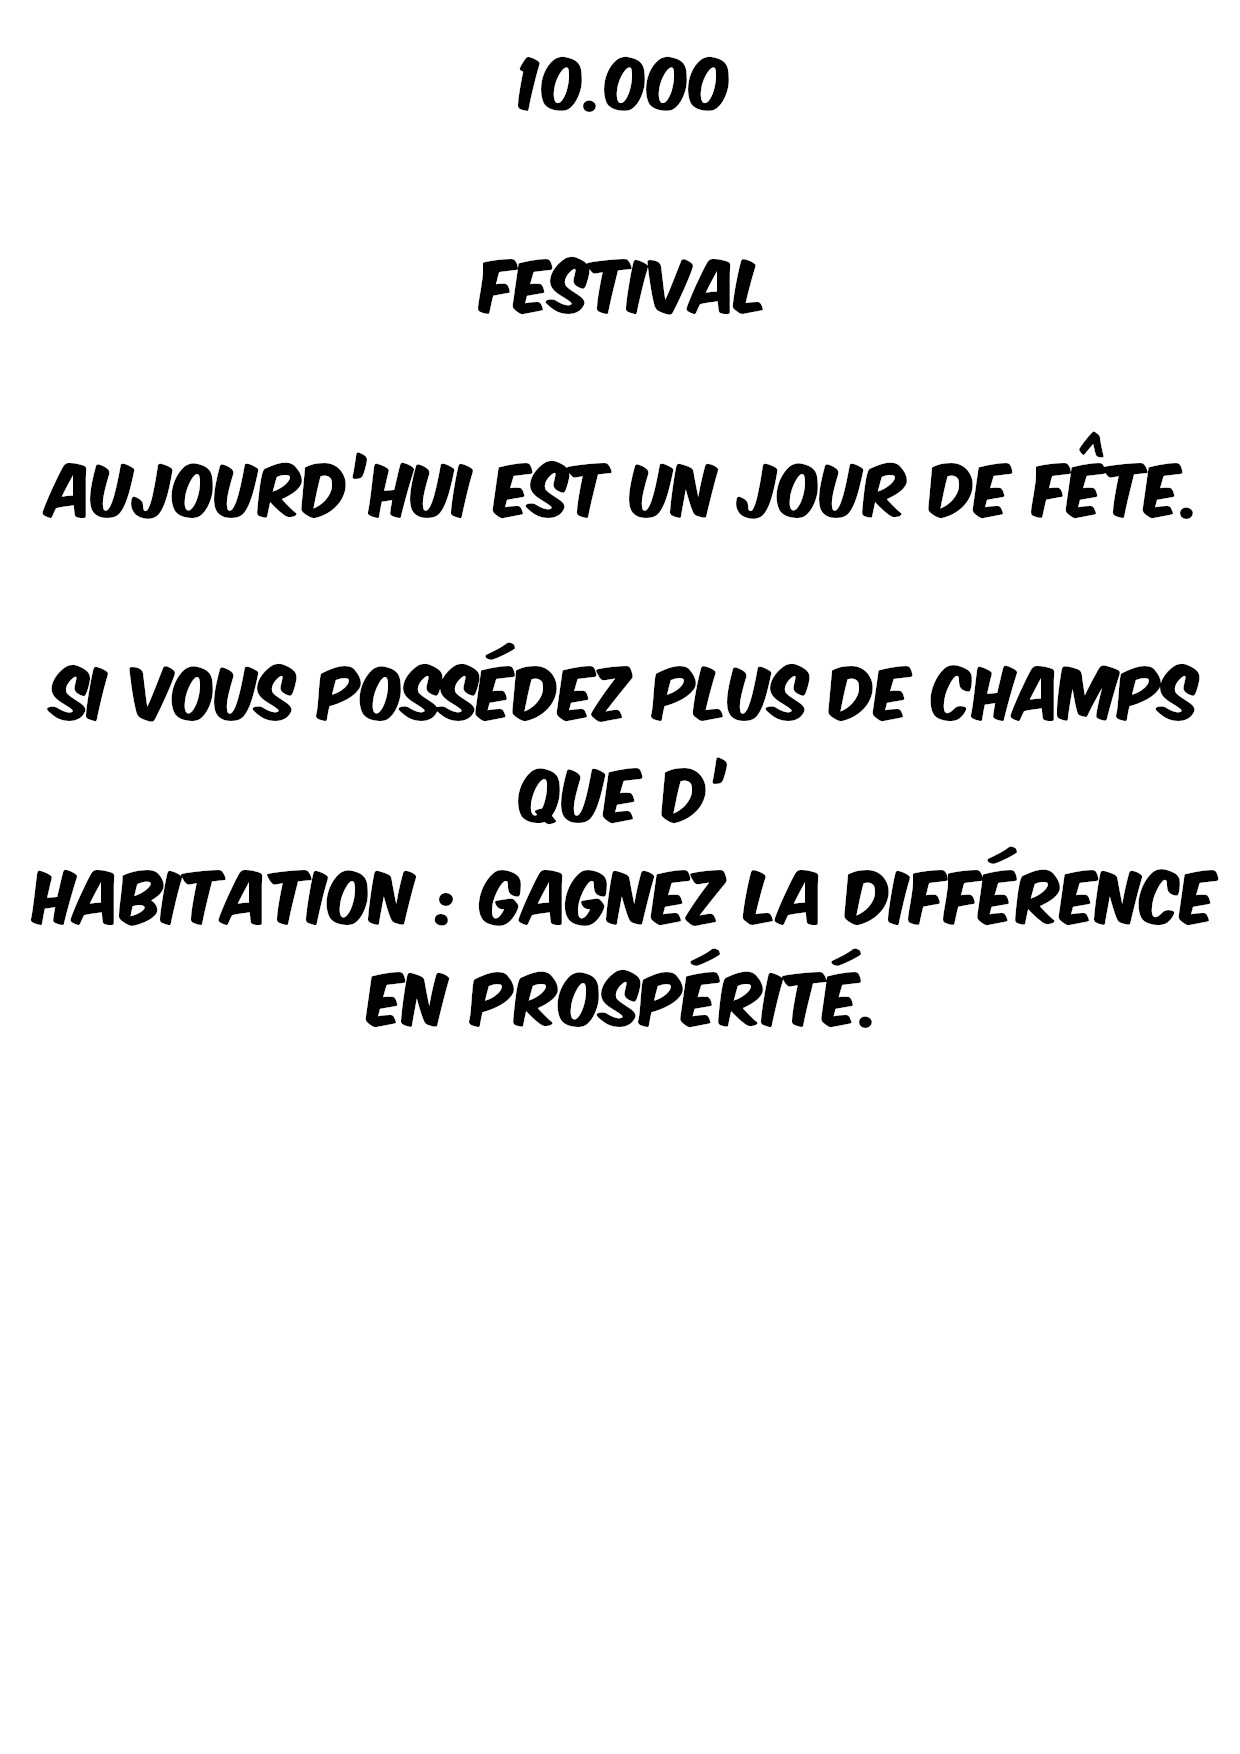 10.000
FESTIVAL
AUJOURD'HUI EST UN JOUR DE FÊTE.
SI VOUS POSSÉDEZ PLUS DE CHAMPS
QUE D'
HABITATION : GAGNEZ LA DIFFÉRENCE
EN PROSPÉRITÉ.